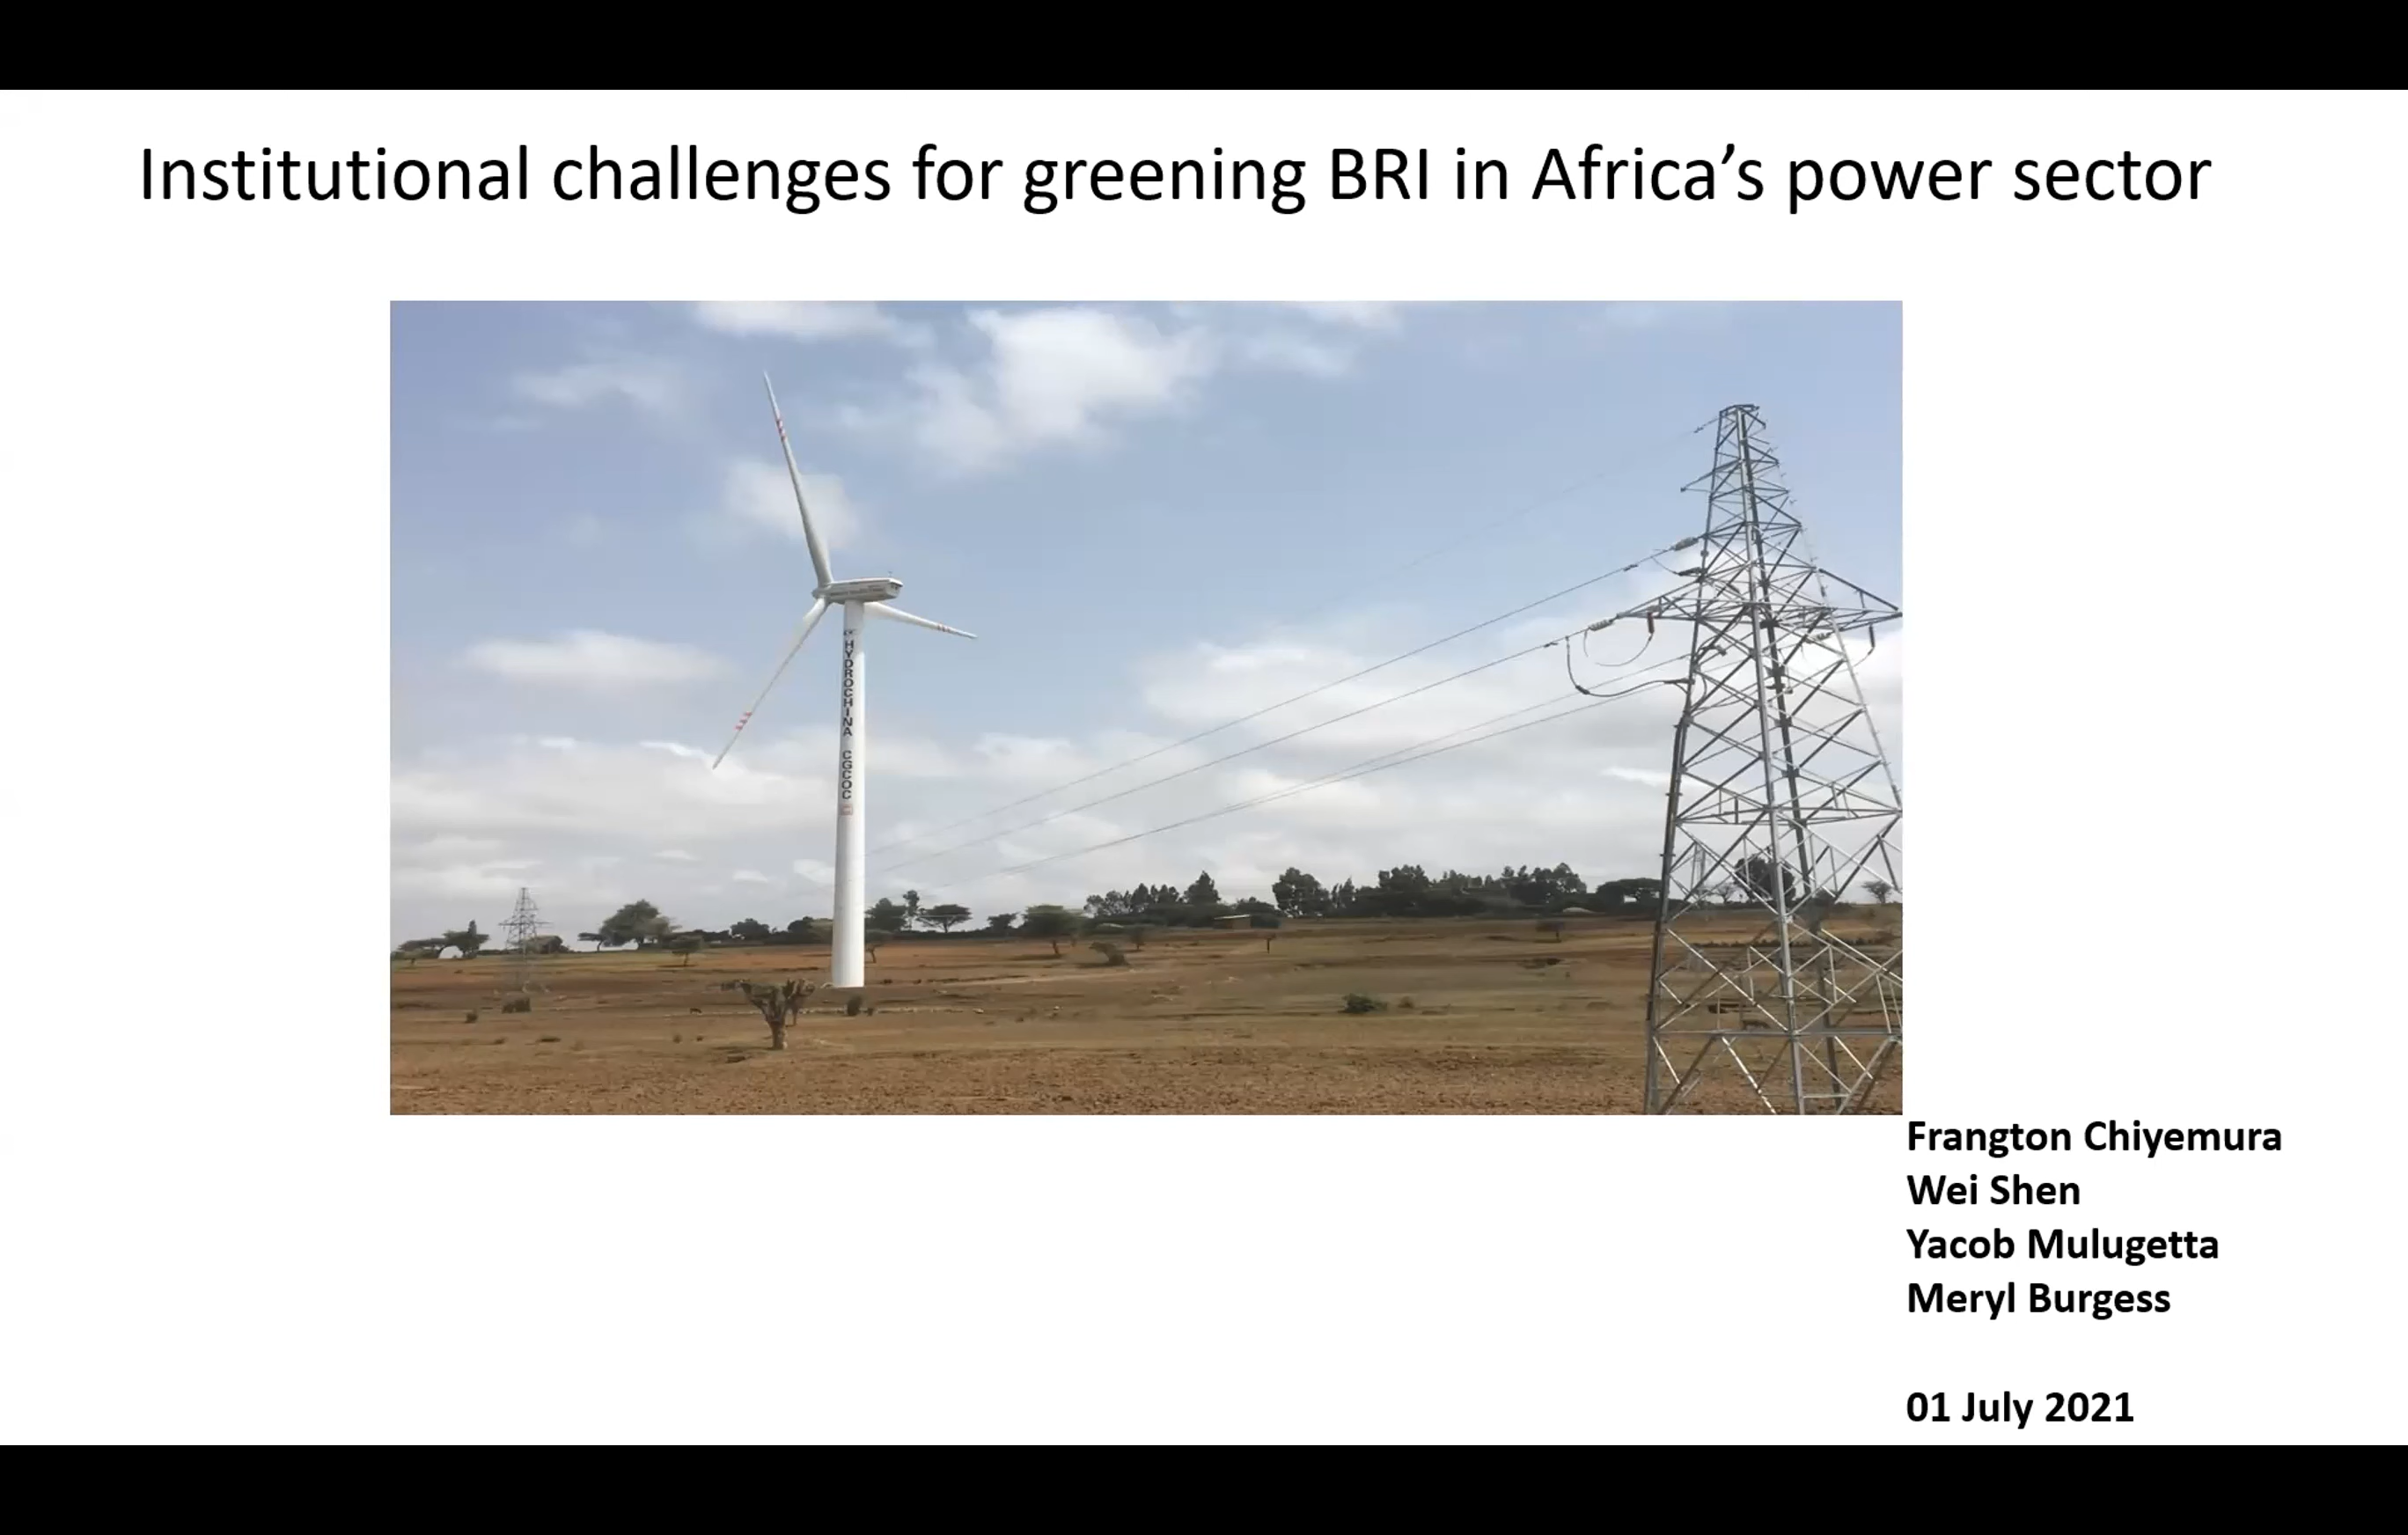 Institutional challenges for greening BRI in Africa’s power sector
HYDROCHINA CGCOC
Frangton Chiyemura
Wei Shen
Yacob Mulugetta
Meryl Burgess
01 July 2021